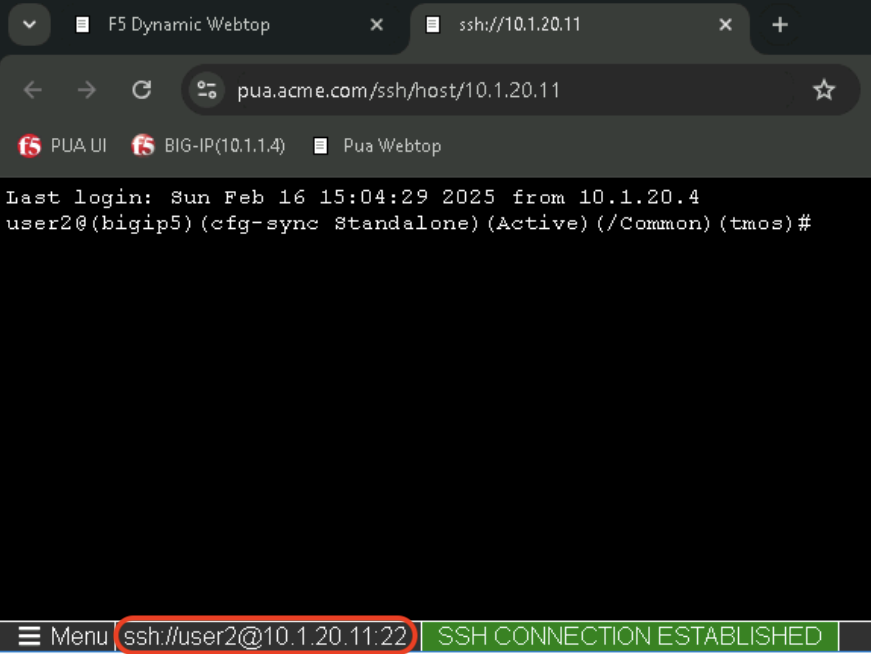 F5 Dynamic Webtop
ssh://10.1.20.11
pua.acme.com/ssh/host/10.1.20.11
f5 PUA UI f5 BIG-IP(10.1.1.4) Pua Webtop
Last login: Sun Feb 16 15:04:29 2025 from 10.1.20.4
user2@(bigip5)(cfg-sync Standalone)(Active)(/Common)(tmos)#
Menu ssh://user2@10.1.20.11:22 SSH CONNECTION ESTABLISHED